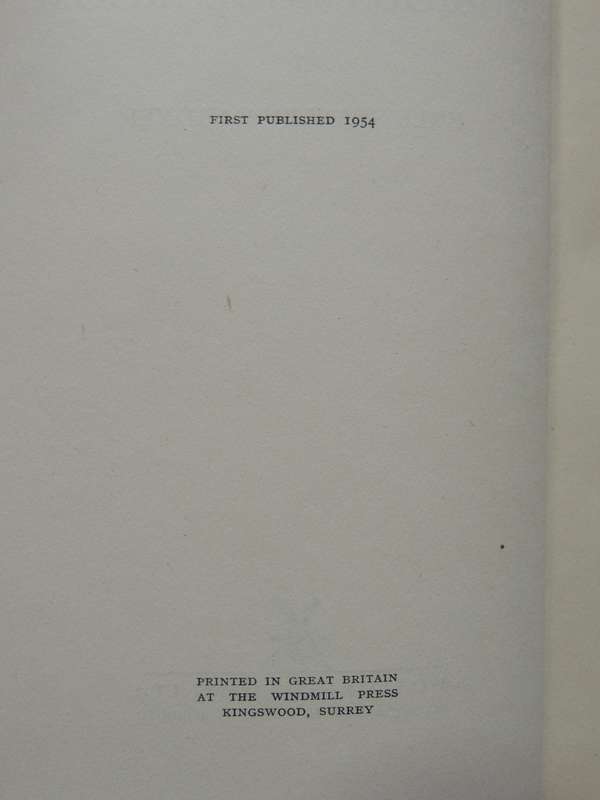 FIRST PUBLISHED 1954
PRINTED IN GREAT BRITAIN
AT THE WINDMILL PRESS
KINGSWOOD, SURREY